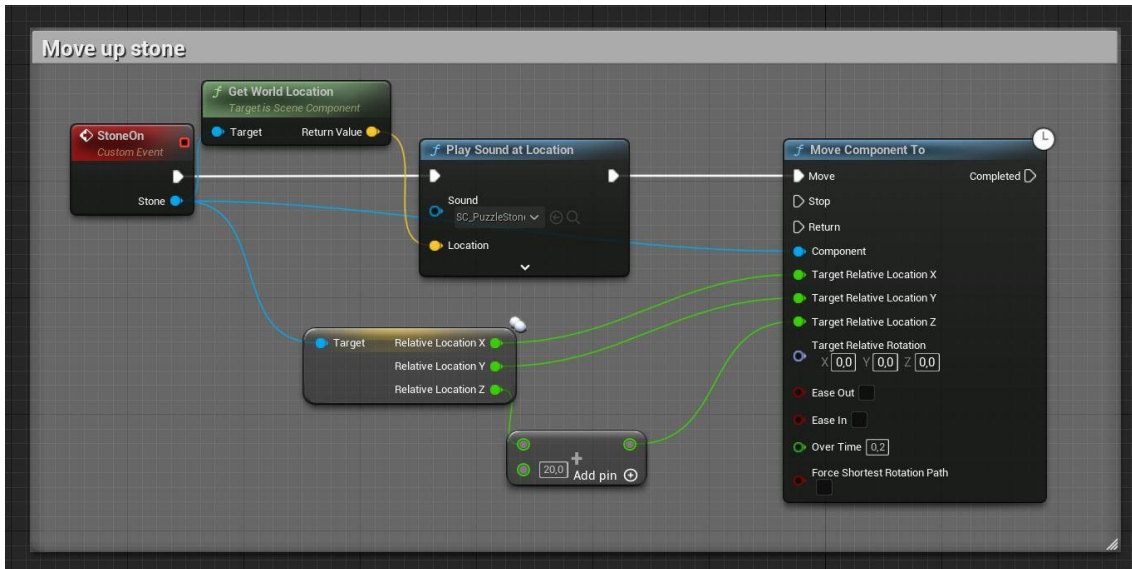 Move up stone
f Get World Location
Target is Scene Component
Target Return Value
StoneOn
Custom Event
Stone
f Play Sound at Location
Sound
SC_PuzzleSton
Location
f Move Component To
Move Completed
Stop
Return
Component
Target Relative Location X
Target Relative Location Y
Target Relative Location Z
Target Relative Rotation
X 0,0 Y 0,0 Z 0,0
Ease Out
Ease In
Over Time 0,2
Force Shortest Rotation Path
Target Relative Location X
Relative Location Y
Relative Location Z
+
20,0 Add pin